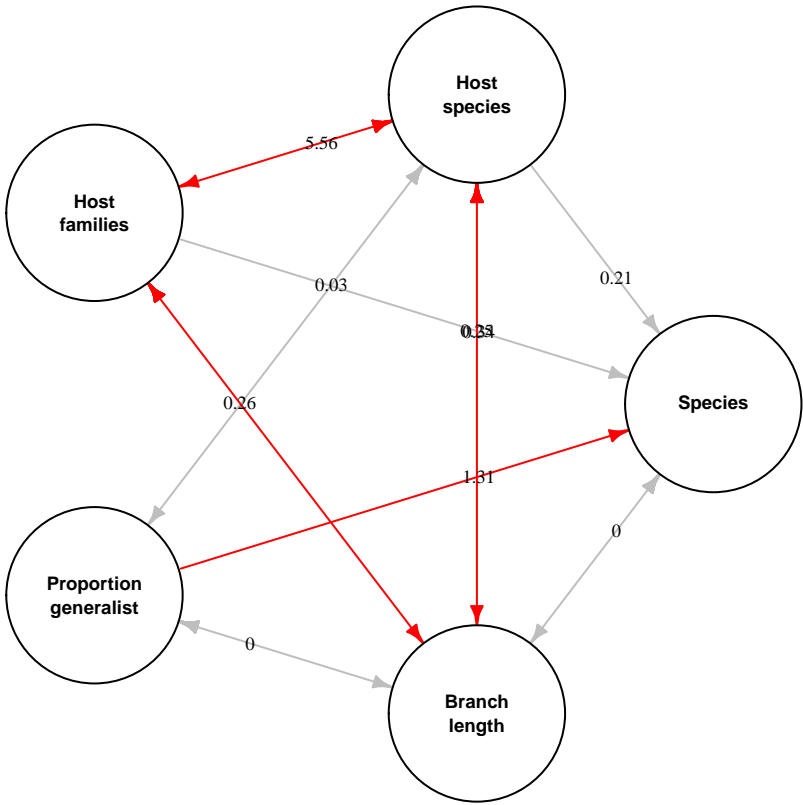 Host
species
5.56
Host
families
0.21
0.03
Species
0.26
1.31
0
Proportion
generalist
0
Branch
length